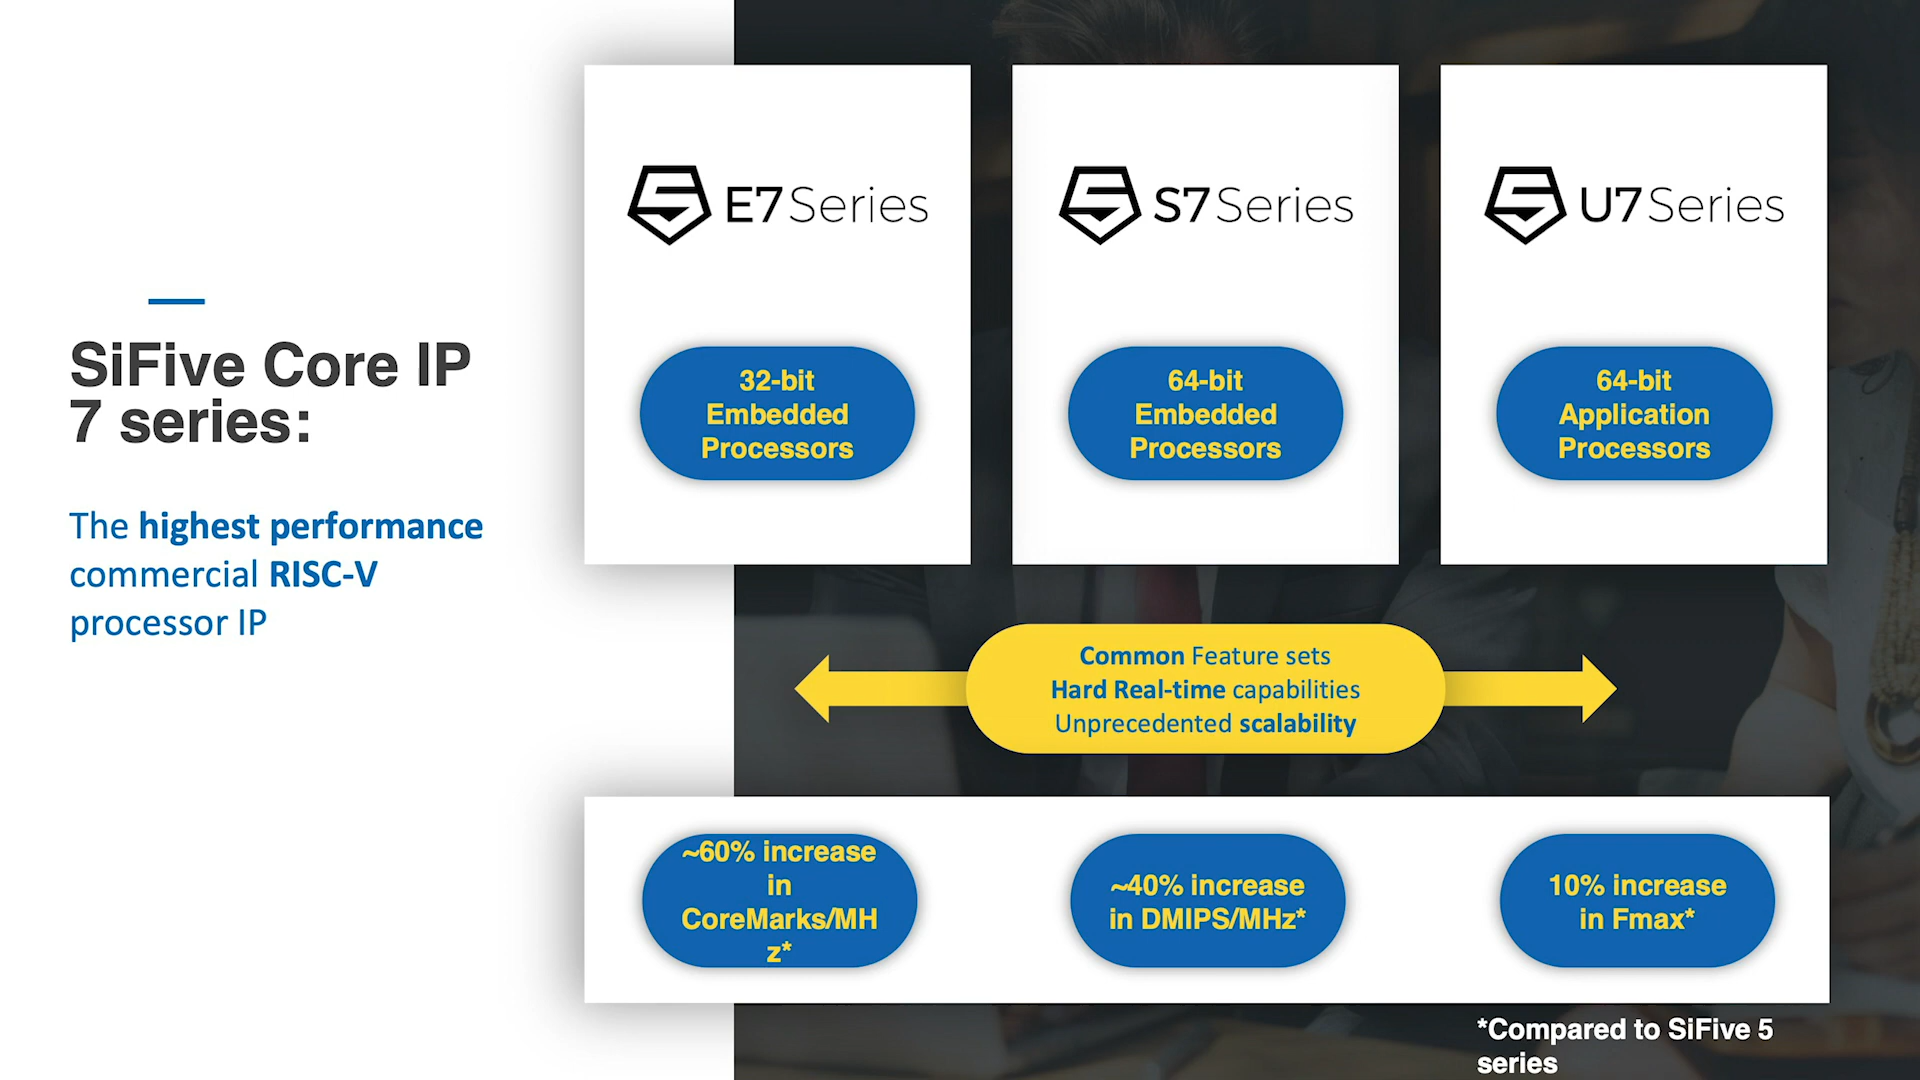 SiFive Core IP
7 series:
The highest performance
commercial RISC-V
processor IP
E7 Series
32-bit
Embedded
Processors
S7 Series
64-bit
Embedded
Processors
U7 Series
64-bit
Application
Processors
Common Feature sets
Hard Real-time capabilities
Unprecedented scalability
~60% increase
in
CoreMarks/MH
z*
~40% increase
in DMIPS/MHz*
10% increase
in Fmax*
*Compared to SiFive 5
series